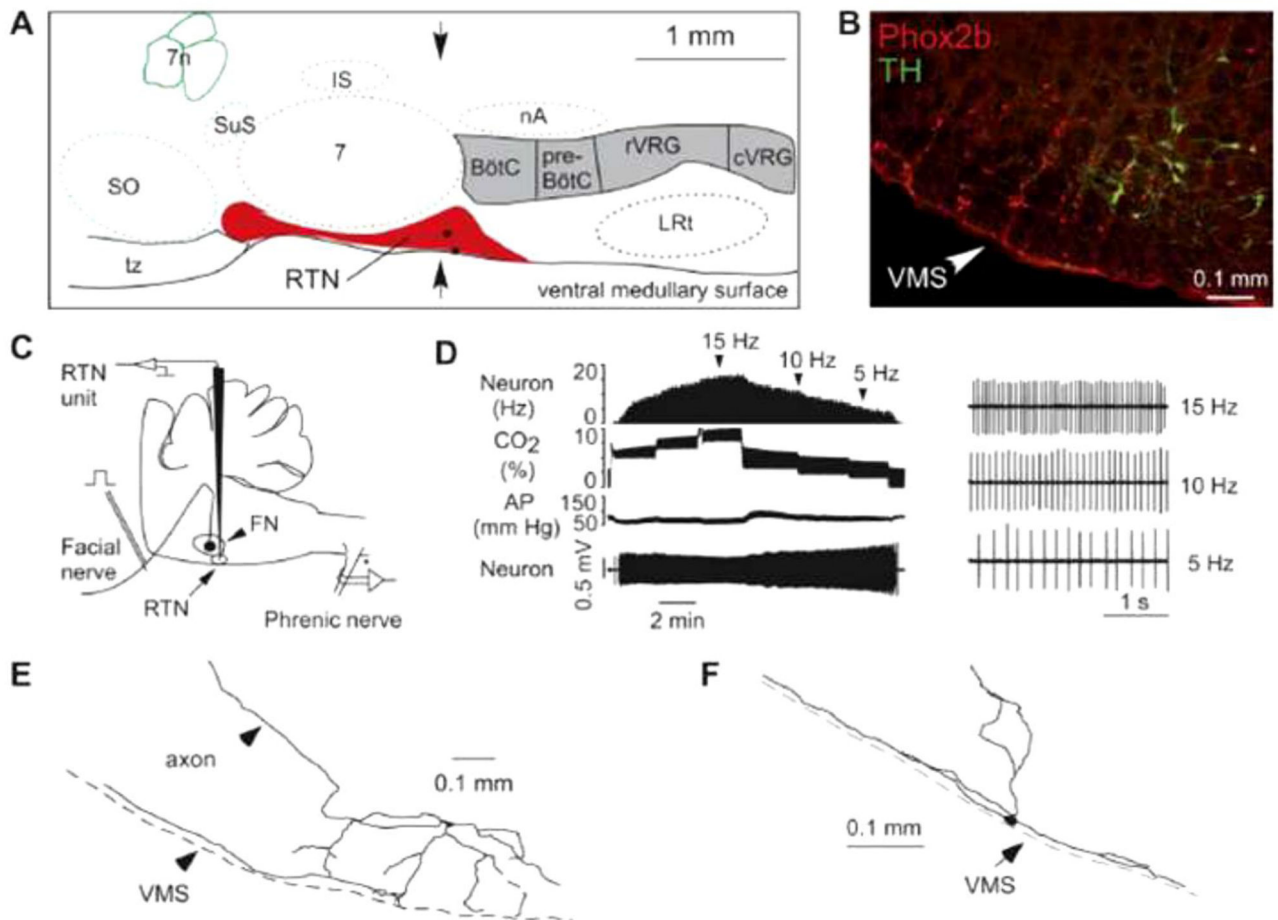 A
7n
1 mm
IS
SuS
nA
7
SO
BötC
pre-
BötC
rVRG
cVRG
LRt
tz
RTN
ventral medullary surface
B
Phox2b
TH
VMS
0.1 mm
C
RTN
unit
FN
Facial
nerve
RTN
Phrenic nerve
D
15 Hz
10 Hz
5 Hz
Neuron
(Hz)
20
0
CO2
(%)
10
0
AP
(mm Hg)
150
50
Neuron
0.5 mV
2 min
15 Hz
10 Hz
5 Hz
1 s
E
axon
0.1 mm
VMS
F
0.1 mm
VMS